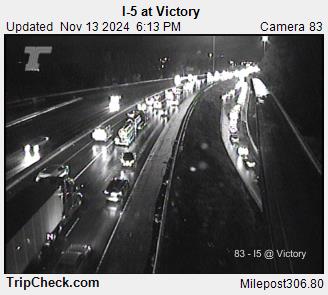 I-5 at Victory
Updated  Nov 13 2024  6:13 PM    Camera 83
83 - I5 @ Victory
TripCheck.com    Milepost306.80